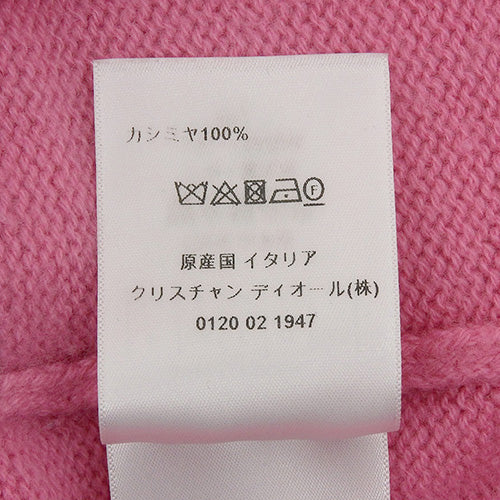 カシミヤ100%
F
原産国 イタリア
クリスチャン ディオール(株)
0120 02 1947